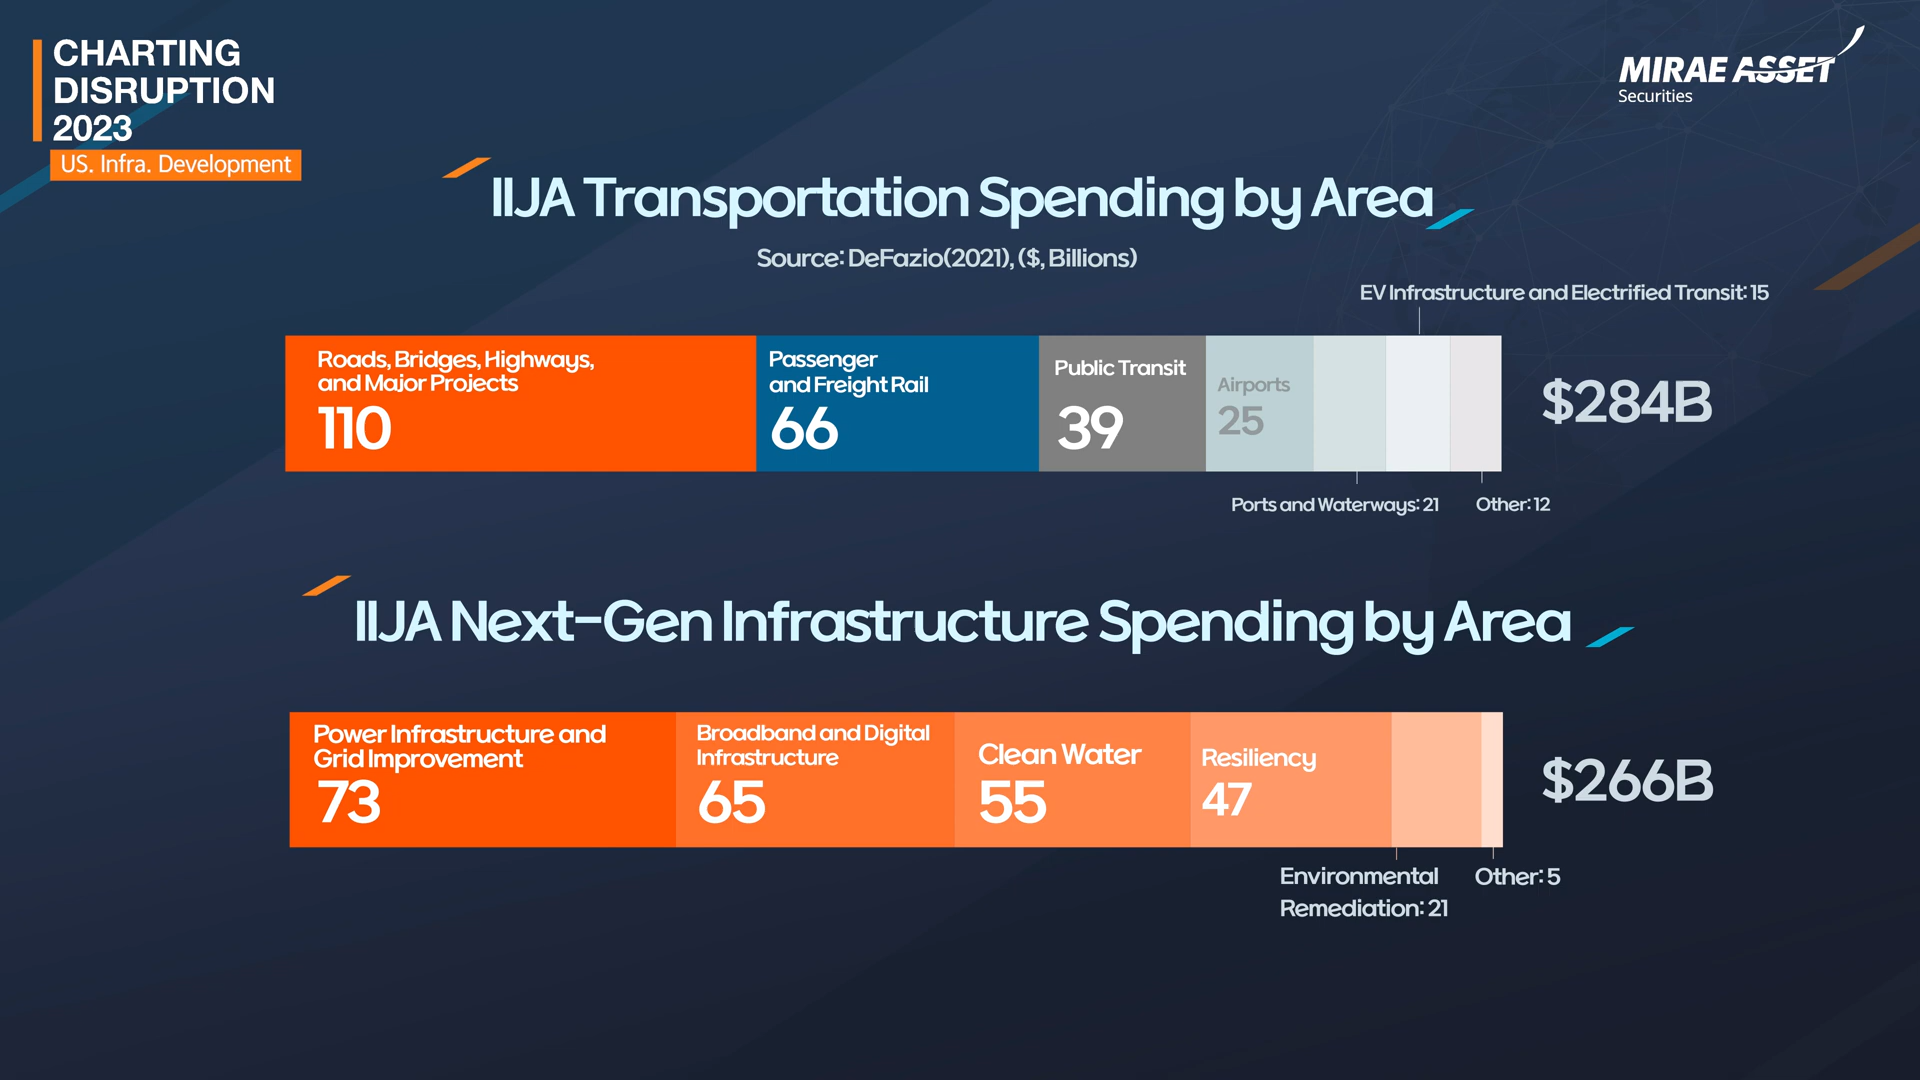 CHARTING
DISRUPTION
2023
US. Infra. Development
MIRAE ASSET
Securities
IIJA Transportation Spending by Area
Source: DeFazio(2021), ($, Billions)
EV Infrastructure and Electrified Transit: 15
Roads, Bridges, Highways,
and Major Projects
110
Passenger
and Freight Rail
66
Public Transit
39
Airports
25
$284B
Ports and Waterways: 21
Other: 12
IIJA Next-Gen Infrastructure Spending by Area
Power Infrastructure and
Grid Improvement
73
Broadband and Digital
Infrastructure
65
Clean Water
55
Resiliency
47
$266B
Environmental
Remediation: 21
Other: 5